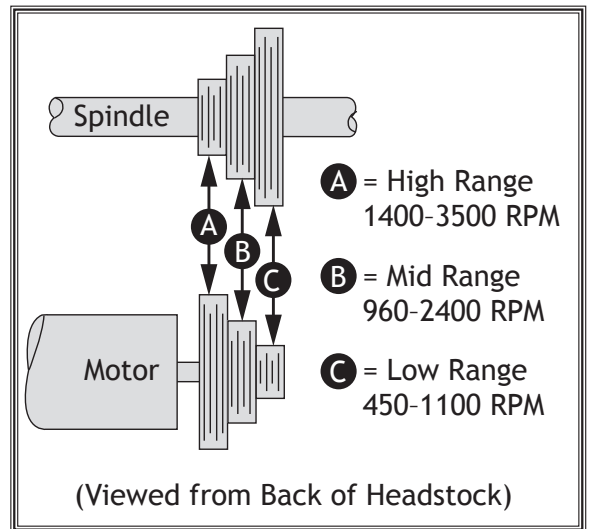 Spindle
A = High Range
1400-3500 RPM
A
B
C
B = Mid Range
960-2400 RPM
Motor
C = Low Range
450-1100 RPM
(Viewed from Back of Headstock)